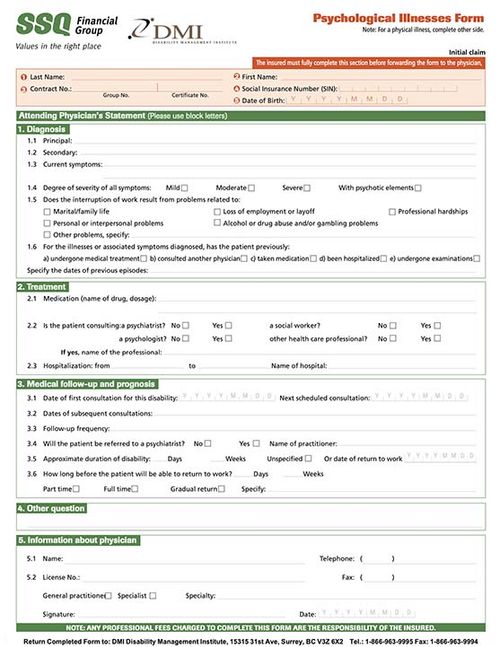 SSQ Financial Group
Values in the right place
DMI
DISABILITY MANAGEMENT INSTITUTE
Psychological Illnesses Form
Note: For a physical illness, complete other side.
Initial claim
The insured must fully complete this section before forwarding the form to the physician,
1 Last Name: 2 First Name:
3 Contract No.: 4 Social Insurance Number (SIN):
Group No. Certificate No. 5 Date of Birth: Y Y Y Y M M D D
Attending Physician's Statement (Please use block letters)
1. Diagnosis
1.1 Principal:
1.2 Secondary:
1.3 Current symptoms:
1.4 Degree of severity of all symptoms: Mild Moderate Severe With psychotic elements
1.5 Does the interruption of work result from problems related to:
Marital/family life Loss of employment or layoff Professional hardships
Personal or interpersonal problems Alcohol or drug abuse and/or gambling problems
Other problems, specify:
1.6 For the illnesses or associated symptoms diagnosed, has the patient previously:
a) undergone medical treatment b) consulted another physician c) taken medication d) been hospitalized e) undergone examinations
Specify the dates of previous episodes:
2. Treatment
2.1 Medication (name of drug, dosage):
2.2 Is the patient consulting:a psychiatrist? No Yes a social worker? No Yes
a psychologist? No Yes other health care professional? No Yes
If yes, name of the professional:
2.3 Hospitalization: from to Name of hospital:
3. Medical follow-up and prognosis
3.1 Date of first consultation for this disability: Y Y Y Y M M D D Next scheduled consultation: Y Y Y Y M M D D
3.2 Dates of subsequent consultations:
3.3 Follow-up frequency:
3.4 Will the patient be referred to a psychiatrist? No Yes Name of practitioner:
3.5 Approximate duration of disability: Days Weeks Unspecified Or date of return to work Y Y Y Y M M D D
3.6 How long before the patient will be able to return to work? Days Weeks
Part time Full time Gradual return Specify:
4. Other question
5. Information about physician
5.1 Name: Telephone: ( )
5.2 License No.: Fax: ( )
General practitioner Specialist Specialty:
Signature: Date: Y Y Y Y M M D D
NOTE: ANY PROFESSIONAL FEES CHARGED TO COMPLETE THIS FORM ARE THE RESPONSIBILITY OF THE INSURED.
Return Completed Form to: DMI Disability Management Institute, 15315 31st Ave, Surrey, BC V3Z 6X2 Tel.: 1-866-963-9995 Fax: 1-866-963-9994